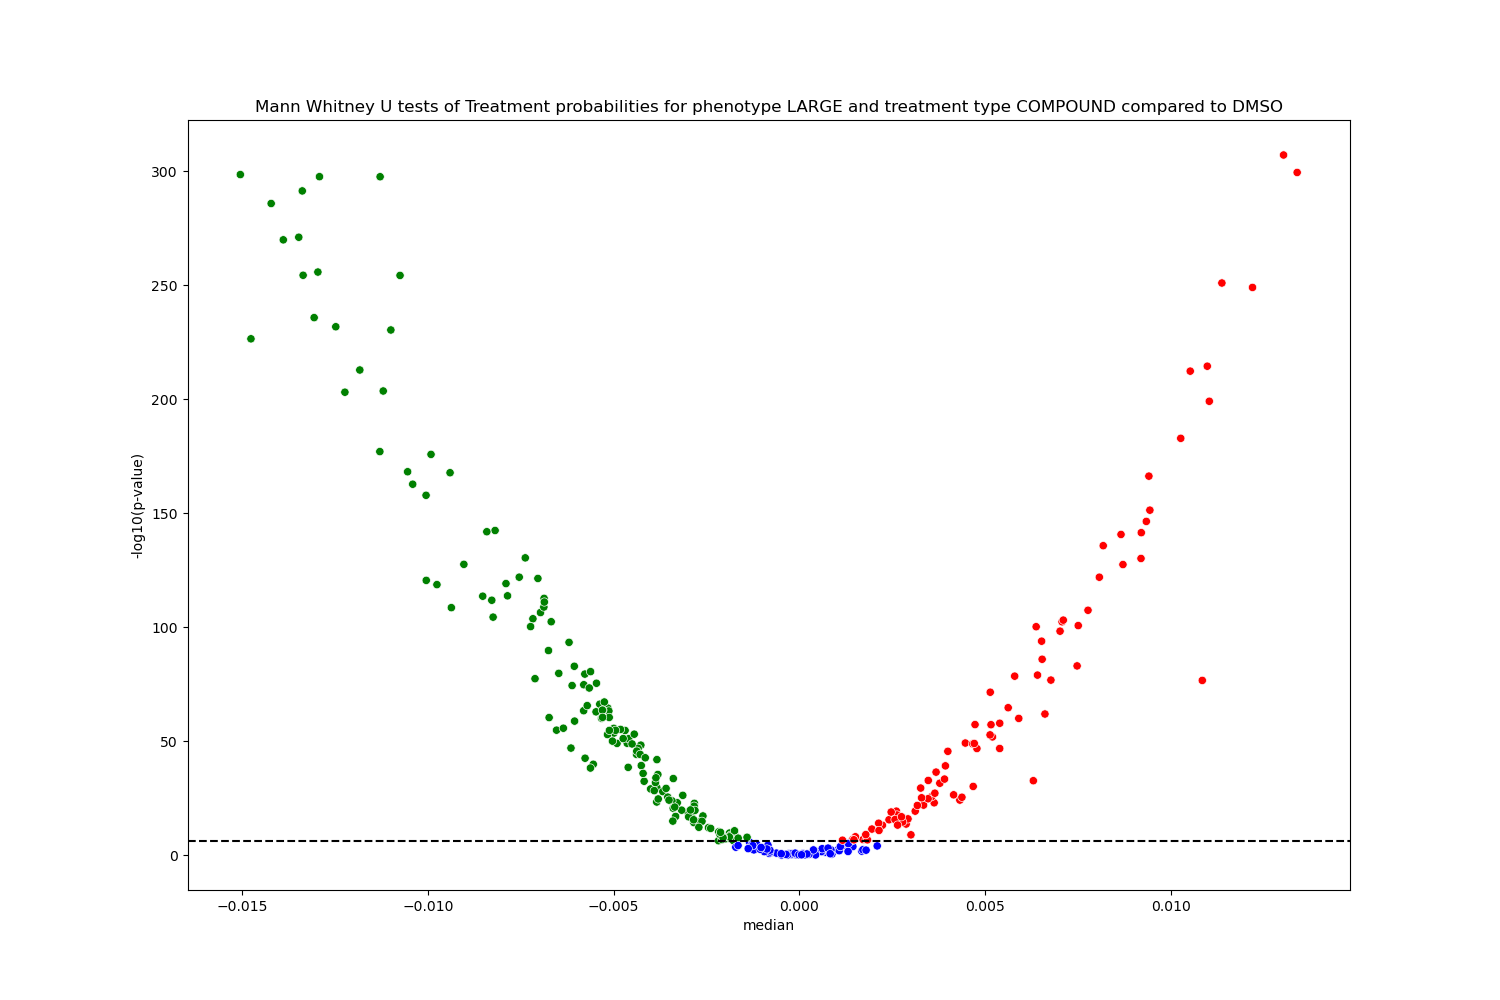 Mann Whitney U tests of Treatment probabilities for phenotype LARGE and treatment type COMPOUND compared to DMSO
300
250
200
150
100
50
0
-log10(p-value)
−0.015 −0.010 −0.005 0.000 0.005 0.010
median